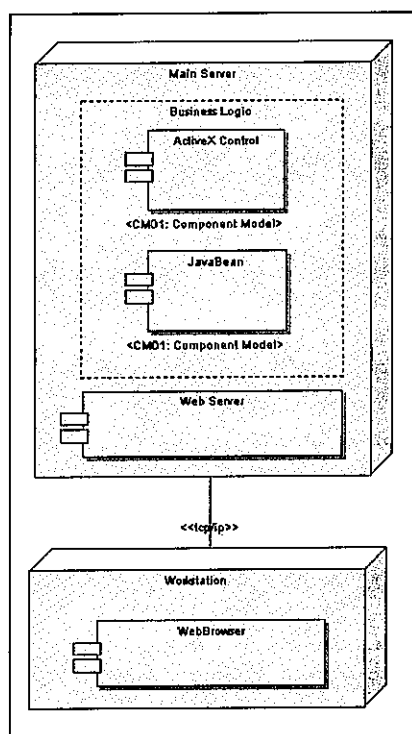 Main Server
Business Logic
ActiveX Control
<CM01: Component Model>
JavaBean
<CM01: Component Model>
Web Server
<<tcp/ip>>
Workstation
WebBrowser